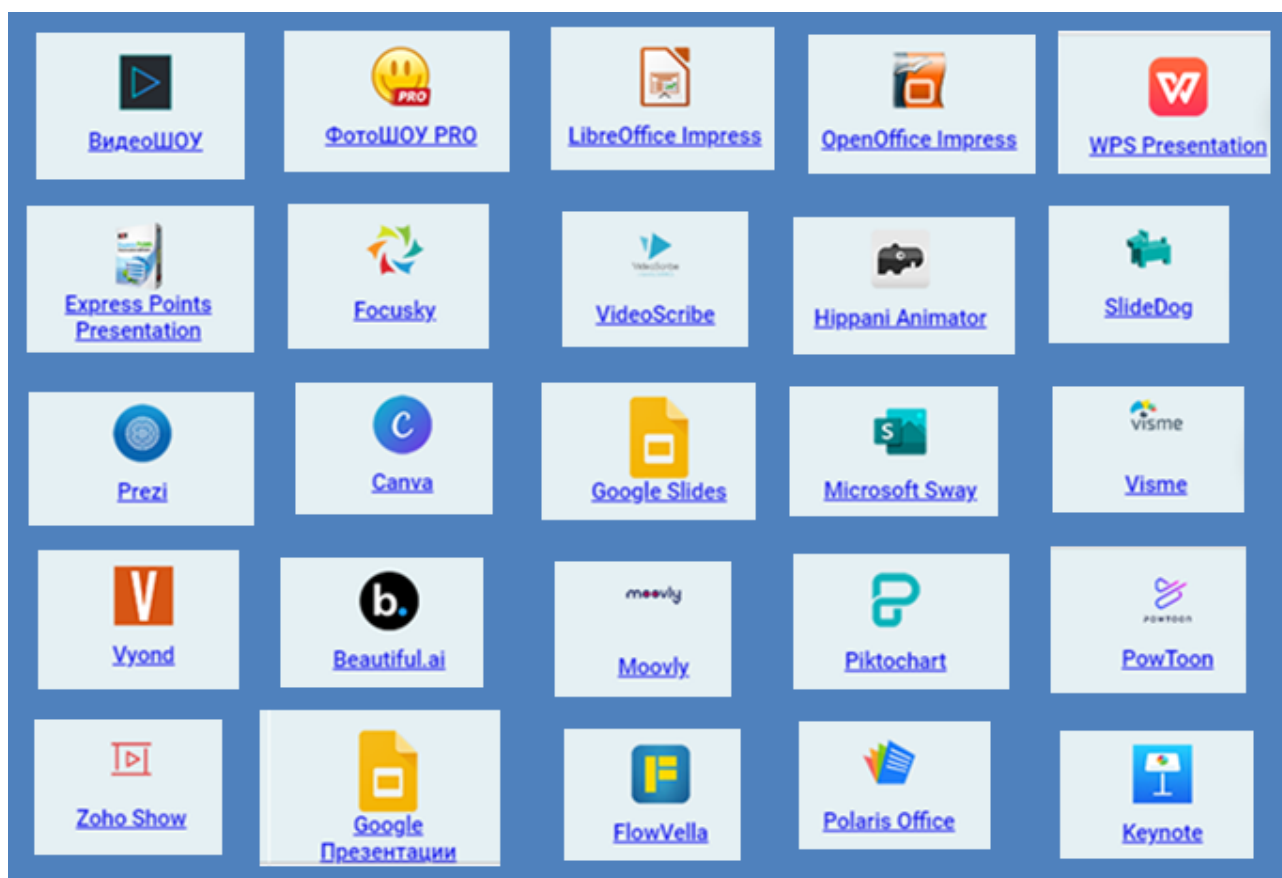 ВидеоШОУ
PRO
ФотоШОУ PRO
LibreOffice Impress
OpenOffice Impress
W
WPS Presentation
Express Points
Presentation
Focusky
VideoScribe
VideoScribe
Hippani Animator
SlideDog
Prezi
C
Canva
Google Slides
S
Microsoft Sway
visme
Visme
V
Vyond
b.
Beautiful.ai
moovly
Moovly
Piktochart
POWTOON
PowToon
Zoho Show
Google
Презентации
F
FlowVella
Polaris Office
Keynote